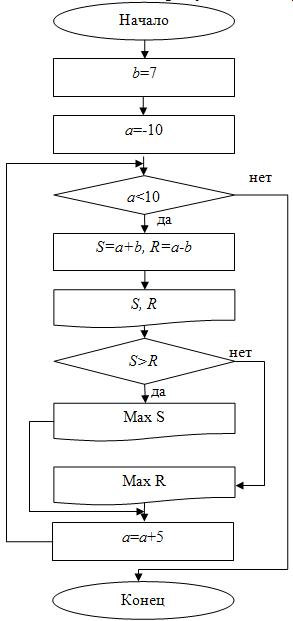 Начало
b=7
a=-10
нет
a<10
да
S=a+b, R=a-b
S, R
нет
S>R
да
Max S
Max R
a=a+5
Конец